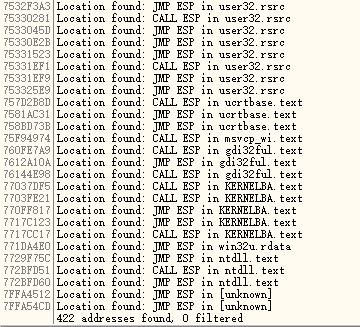 7532F3A3 Location found: JMP ESP in user32.rsrc
75330281 Location found: CALL ESP in user32.rsrc
7533045D Location found: JMP ESP in user32.rsrc
75330E2B Location found: JMP ESP in user32.rsrc
75331523 Location found: JMP ESP in user32.rsrc
75331EF1 Location found: CALL ESP in user32.rsrc
75331EF9 Location found: JMP ESP in user32.rsrc
753325E9 Location found: JMP ESP in user32.rsrc
757D2B8D Location found: CALL ESP in ucrtbase.text
7581AC31 Location found: JMP ESP in ucrtbase.text
758BD73B Location found: JMP ESP in ucrtbase.text
75F94974 Location found: CALL ESP in msvcp_wi.text
760FE7A9 Location found: CALL ESP in gdi32ful.text
7612A10A Location found: JMP ESP in gdi32ful.text
76144E98 Location found: CALL ESP in gdi32ful.text
77037DF5 Location found: CALL ESP in KERNELBA.text
7703FE21 Location found: CALL ESP in KERNELBA.text
770FF817 Location found: JMP ESP in KERNELBA.text
7717C123 Location found: JMP ESP in KERNELBA.text
7717CC17 Location found: CALL ESP in KERNELBA.text
771DA4E0 Location found: JMP ESP in win32u.rdata
7729F75C Location found: JMP ESP in ntdll.text
772BFD51 Location found: CALL ESP in ntdll.text
772BFD60 Location found: JMP ESP in ntdll.text
7FFA4512 Location found: JMP ESP in [unknown]
7FFA54CD Location found: JMP ESP in [unknown]
422 addresses found, 0 filtered